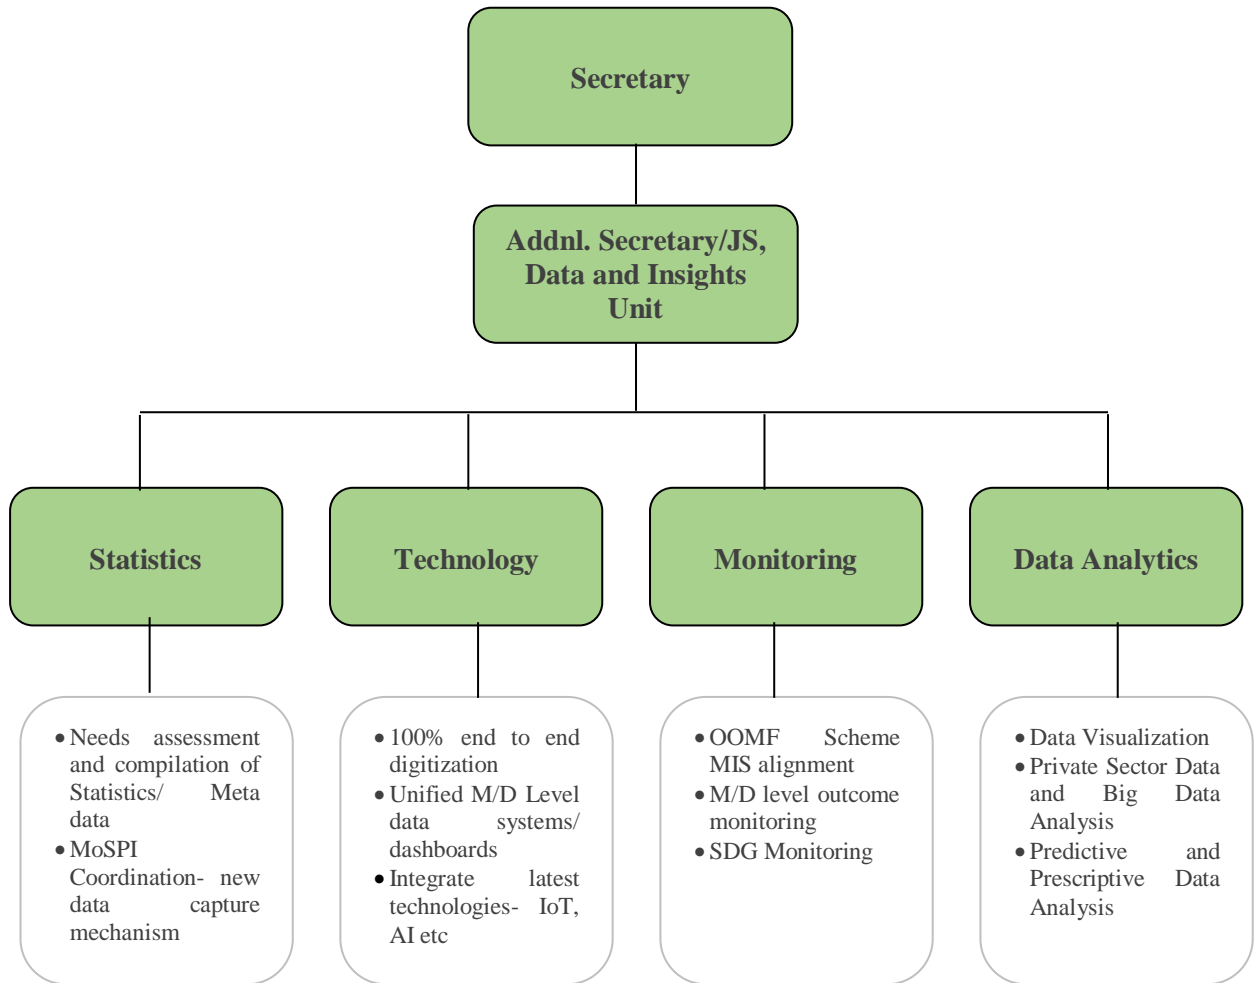 Secretary
Addnl. Secretary/JS,
Data and Insights
Unit
Statistics
Technology
Monitoring
Data Analytics
• Needs assessment
and compilation of
Statistics/ Meta
data
• MoSPI
Coordination- new
data capture
mechanism
• 100% end to end
digitization
• Unified M/D Level
data systems/
dashboards
• Integrate latest
technologies- IoT,
AI etc
• OOMF Scheme
MIS alignment
• M/D level outcome
monitoring
• SDG Monitoring
• Data Visualization
• Private Sector Data
and Big Data
Analysis
• Predictive and
Prescriptive Data
Analysis